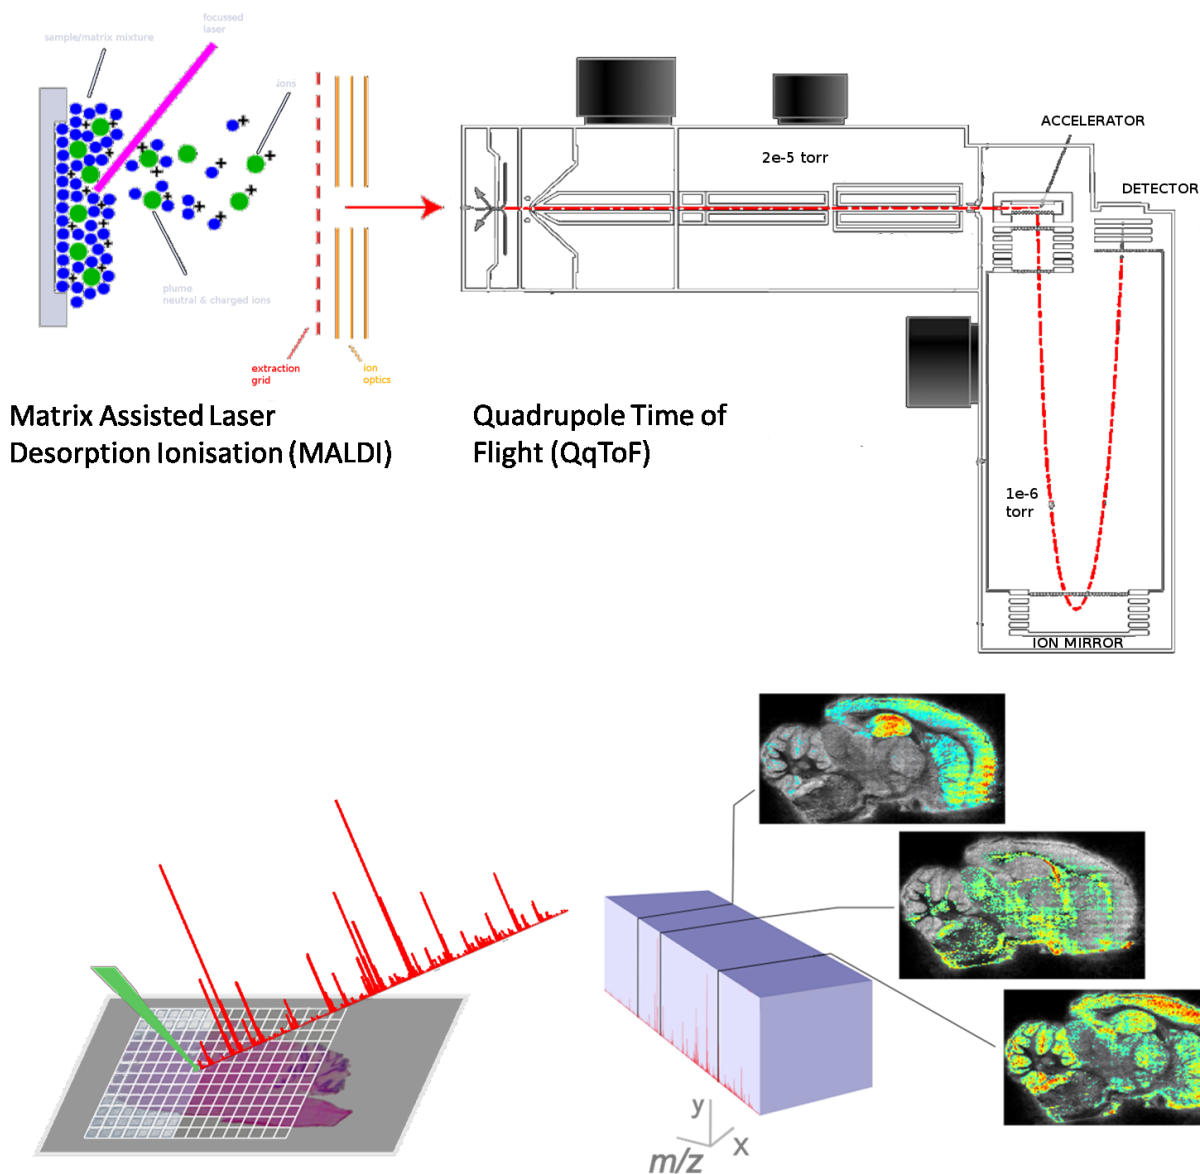 focussed
laser
sample/matrix mixture
ions
plume
neutral & charged ions
extraction
grid
ion
optics
Matrix Assisted Laser
Desorption Ionisation (MALDI)
2e-5 torr
ACCELERATOR
DETECTOR
Quadrupole Time of
Flight (QqToF)
1e-6
torr
ION MIRROR
y
x
m/z